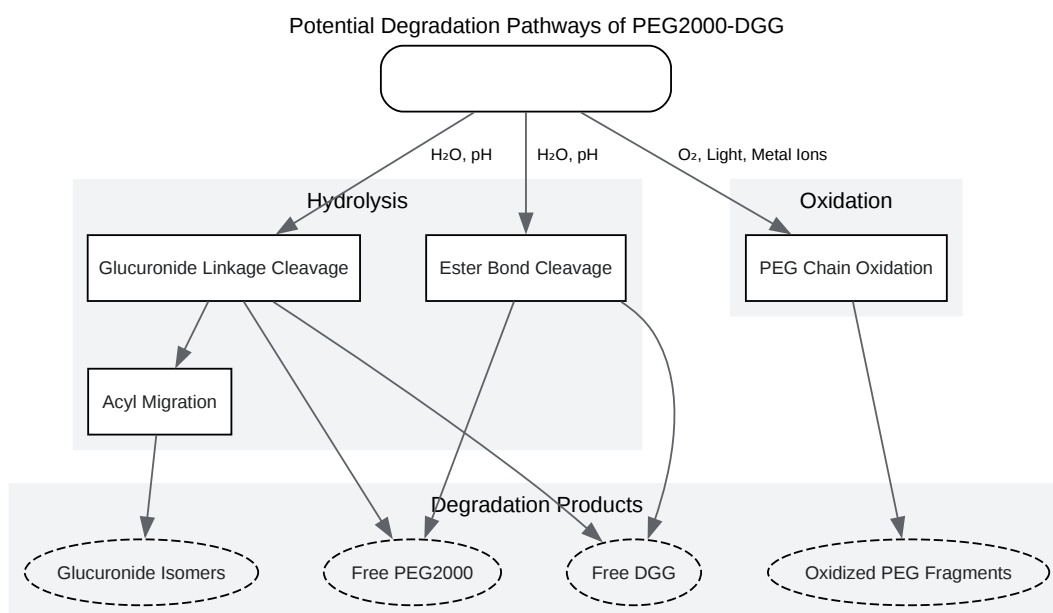 Potential Degradation Pathways of PEG2000-DGG
H₂O, pH
H₂O, pH
O₂, Light, Metal Ions
Hydrolysis
Oxidation
Glucuronide Linkage Cleavage
Ester Bond Cleavage
PEG Chain Oxidation
Acyl Migration
Degradation Products
Glucuronide Isomers
Free PEG2000
Free DGG
Oxidized PEG Fragments